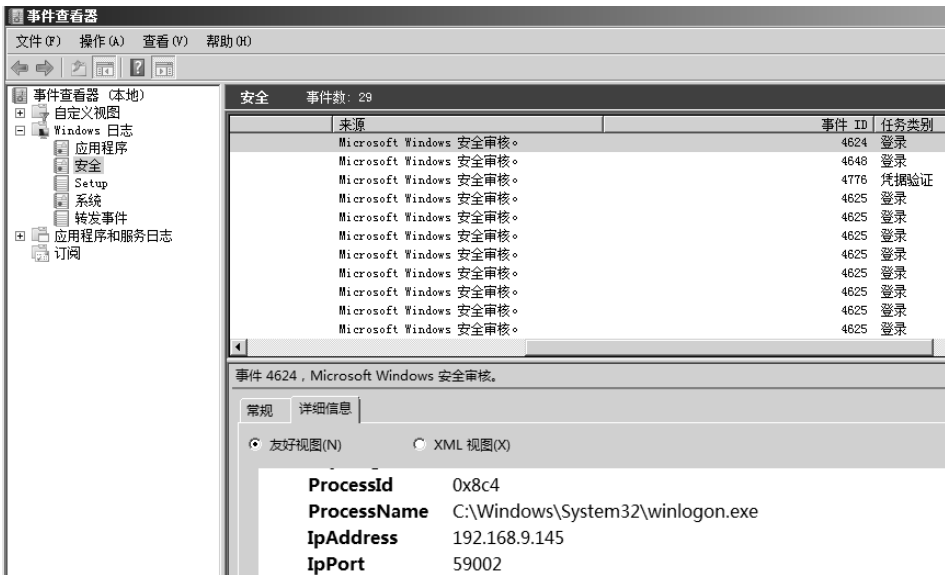 事件查看器
文件(F) 操作(A) 查看(V) 帮助(H)
事件查看器 (本地)
自定义视图
Windows 日志
应用程序
安全
Setup
系统
转发事件
应用程序和服务日志
订阅
安全 事件数: 29
来源 事件 ID 任务类别
Microsoft Windows 安全审核。 4624 登录
Microsoft Windows 安全审核。 4648 登录
Microsoft Windows 安全审核。 4776 凭据验证
Microsoft Windows 安全审核。 4625 登录
Microsoft Windows 安全审核。 4625 登录
Microsoft Windows 安全审核。 4625 登录
Microsoft Windows 安全审核。 4625 登录
Microsoft Windows 安全审核。 4625 登录
Microsoft Windows 安全审核。 4625 登录
Microsoft Windows 安全审核。 4625 登录
Microsoft Windows 安全审核。 4625 登录
事件 4624，Microsoft Windows 安全审核。
常规 详细信息
友好视图(N) XML 视图(X)
ProcessId 0x8c4
ProcessName C:\Windows\System32\winlogon.exe
IpAddress 192.168.9.145
IpPort 59002